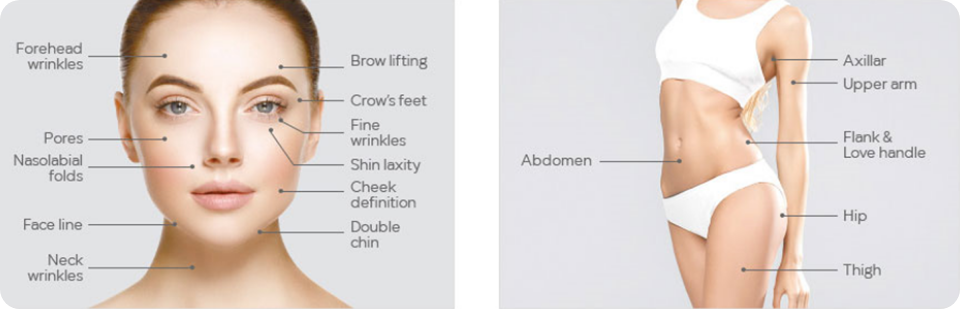 Forehead
wrinkles
Pores
Nasolabial
folds
Face line
Neck
wrinkles
Brow lifting
Crow's feet
Fine
wrinkles
Shin laxity
Cheek
definition
Double
chin
Abdomen
Axillar
Upper arm
Flank &
Love handle
Hip
Thigh